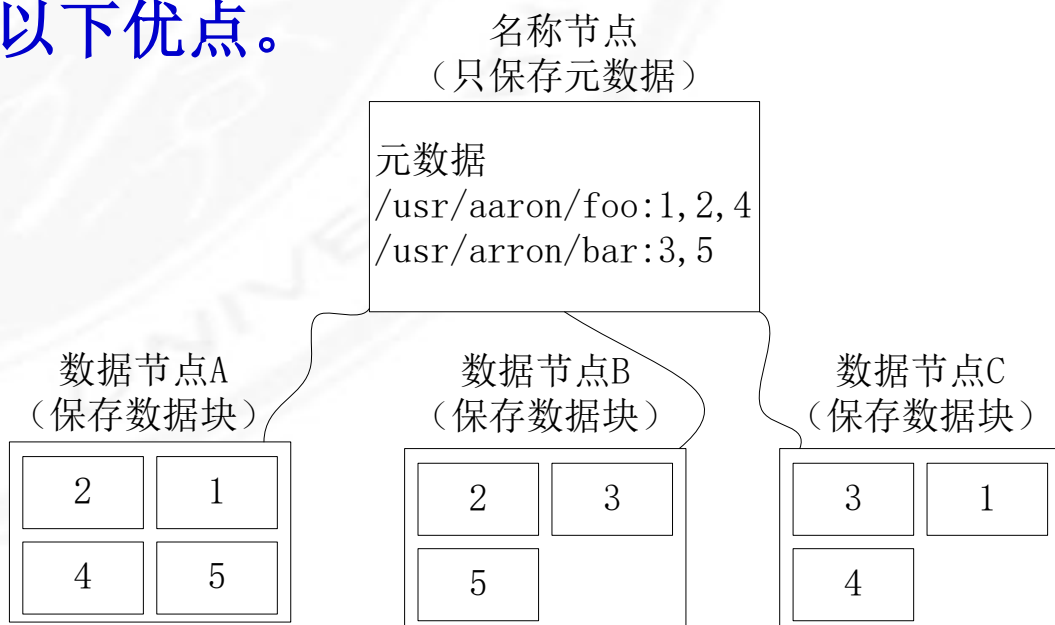 以下优点。
名称节点
（只保存元数据）
元数据
/usr/aaron/foo:1,2,4
/usr/arron/bar:3,5
数据节点A
（保存数据块）
2 1
4 5
数据节点B
（保存数据块）
2 3
5
数据节点C
（保存数据块）
3 1
4